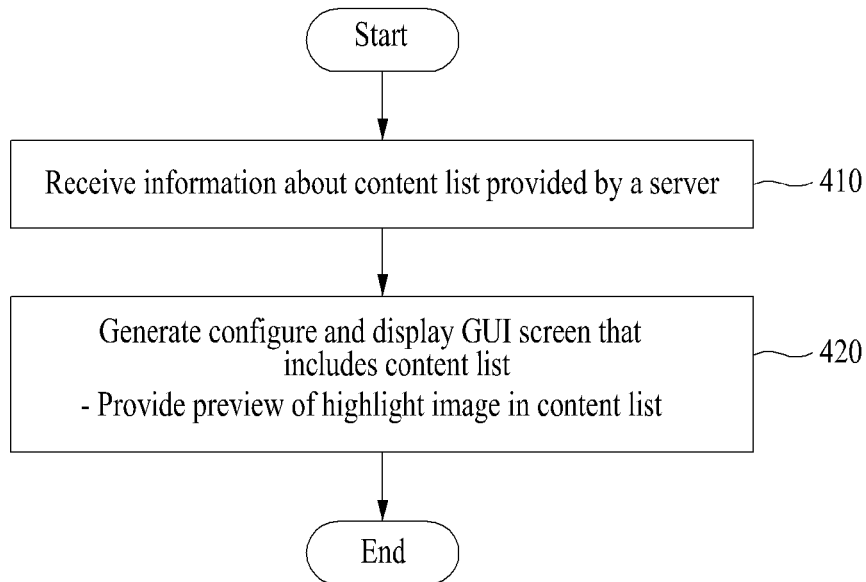 Start
Receive information about content list provided by a server
410
Generate configure and display GUI screen that
includes content list
- Provide preview of highlight image in content list
420
End